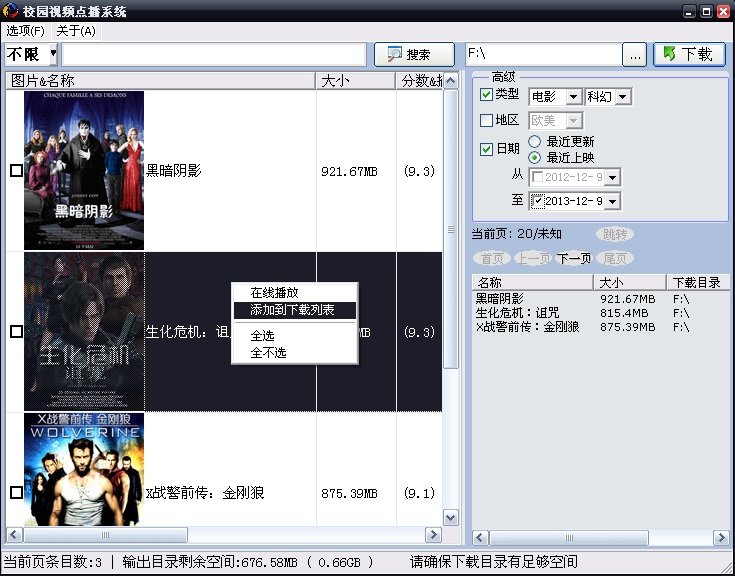 校园视频点播系统
选项(F) 关于(A)
不限 搜索 F:\ ... 下载
图片&名称 大小 分数&
CHAQUE FAMILLE A SES DEMONS
黑暗阴影
黑暗阴影 921.67MB (9.3)
生化危机
诅咒
生化危机：诅 MB (9.3)
在线播放
添加到下载列表
全选
全不选
X战警前传 金刚狼
WOLVERINE
X战警前传：金刚狼 875.39MB (9.1)
高级
类型 电影 科幻
地区 欧美
日期 最近更新
最近上映
从 2012-12- 9
至 2013-12- 9
当前页: 20/未知 跳转
首页 上一页 下一页 尾页
名称 大小 下载目录
黑暗阴影 921.67MB F:\
生化危机：诅咒 815.4MB F:\
X战警前传：金刚狼 875.39MB F:\
当前页条目数:3 | 输出目录剩余空间:676.58MB ( 0.66GB ) 请确保下载目录有足够空间